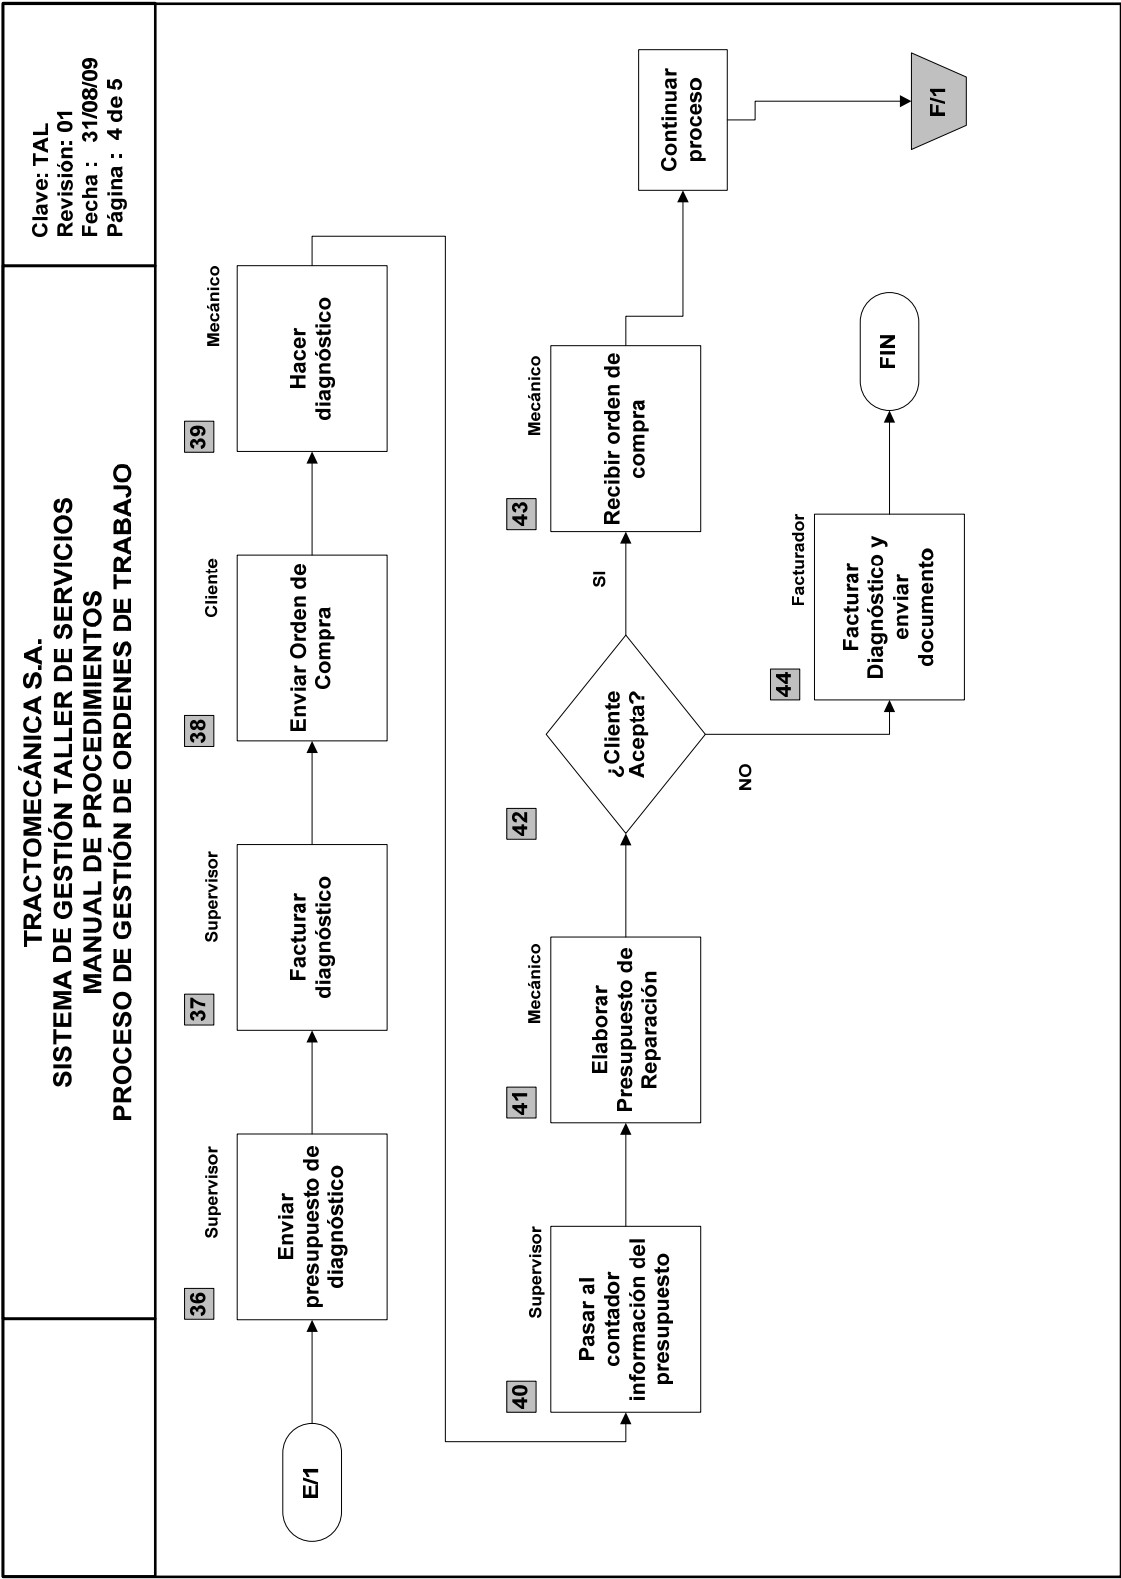 TRACTOMECÁNICA S.A.
SISTEMA DE GESTIÓN TALLER DE SERVICIOS
MANUAL DE PROCEDIMIENTOS
PROCESO DE GESTIÓN DE ORDENES DE TRABAJO
Clave: TAL
Revisión: 01
Fecha : 31/08/09
Página : 4 de 5
E/1
36
Supervisor
Enviar
presupuesto de
diagnóstico
37
Supervisor
Facturar
diagnóstico
38
Cliente
Enviar Orden de
Compra
39
Mecánico
Hacer
diagnóstico
40
Supervisor
Pasar al
contador
información del
presupuesto
41
Mecánico
Elaborar
Presupuesto de
Reparación
42
¿Cliente
Acepta?
SI
NO
43
Mecánico
Recibir orden de
compra
Continuar
proceso
F/1
44
Facturador
Facturar
Diagnóstico y
enviar
documento
FIN